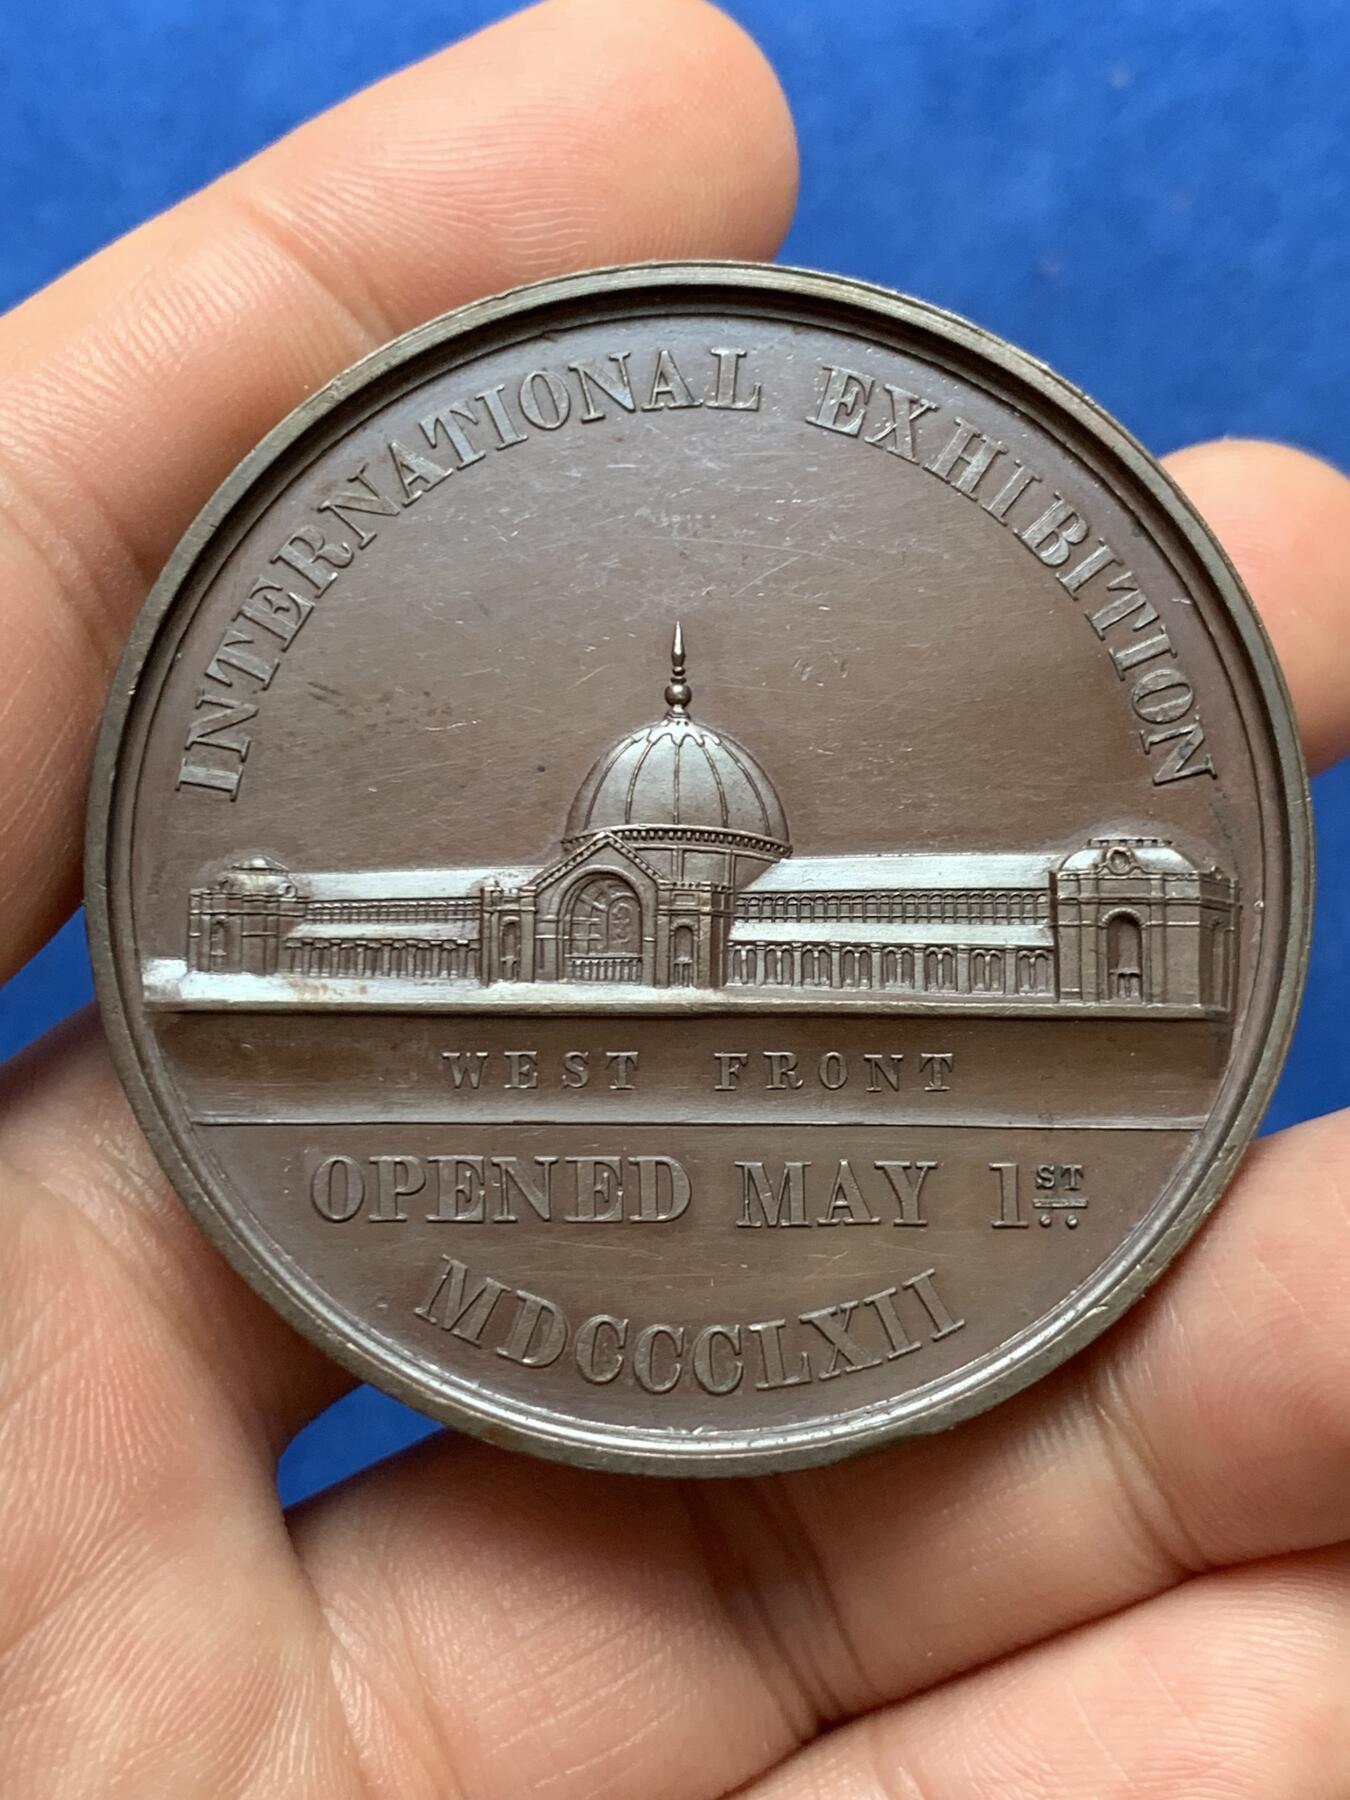 INTERNATIONAL EXHIBITION
WEST FRONT
OPENED MAY 1ST
MDCCCLXII